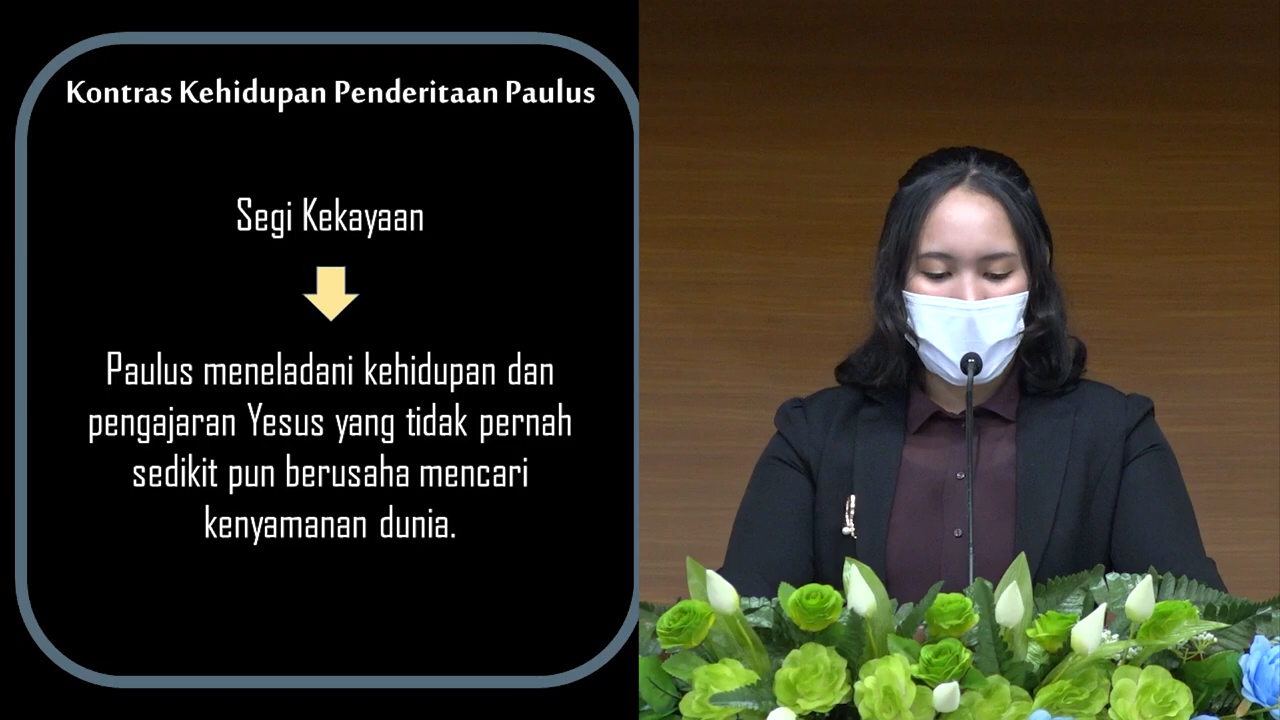 Kontras Kehidupan Penderitaan Paulus
Segi Kekayaan
Paulus meneladani kehidupan dan
pengajaran Yesus yang tidak pernah
sedikit pun berusaha mencari
kenyamanan dunia.